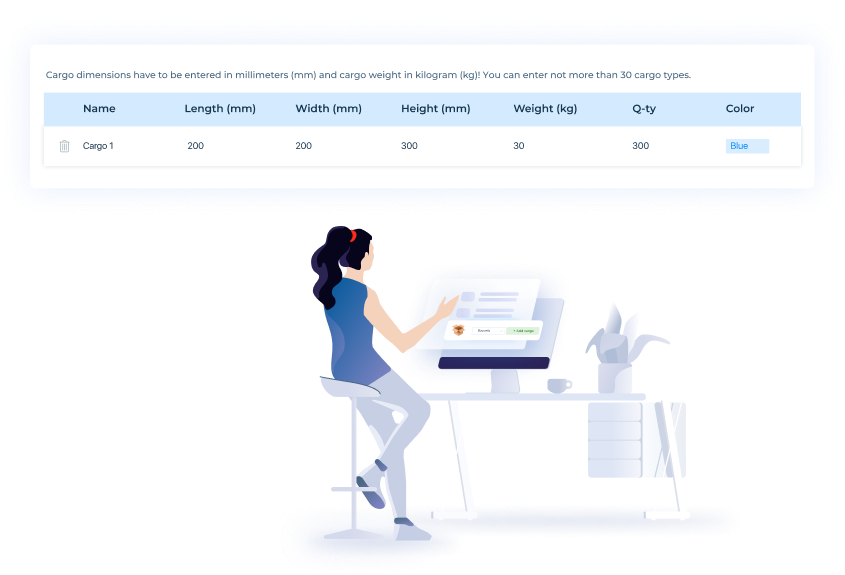 Cargo dimensions have to be entered in millimeters (mm) and cargo weight in kilogram (kg)! You can enter not more than 30 cargo types.
Name Length (mm) Width (mm) Height (mm) Weight (kg) Q-ty Color
Cargo 1 200 200 300 30 300 Blue
+ Add cargo